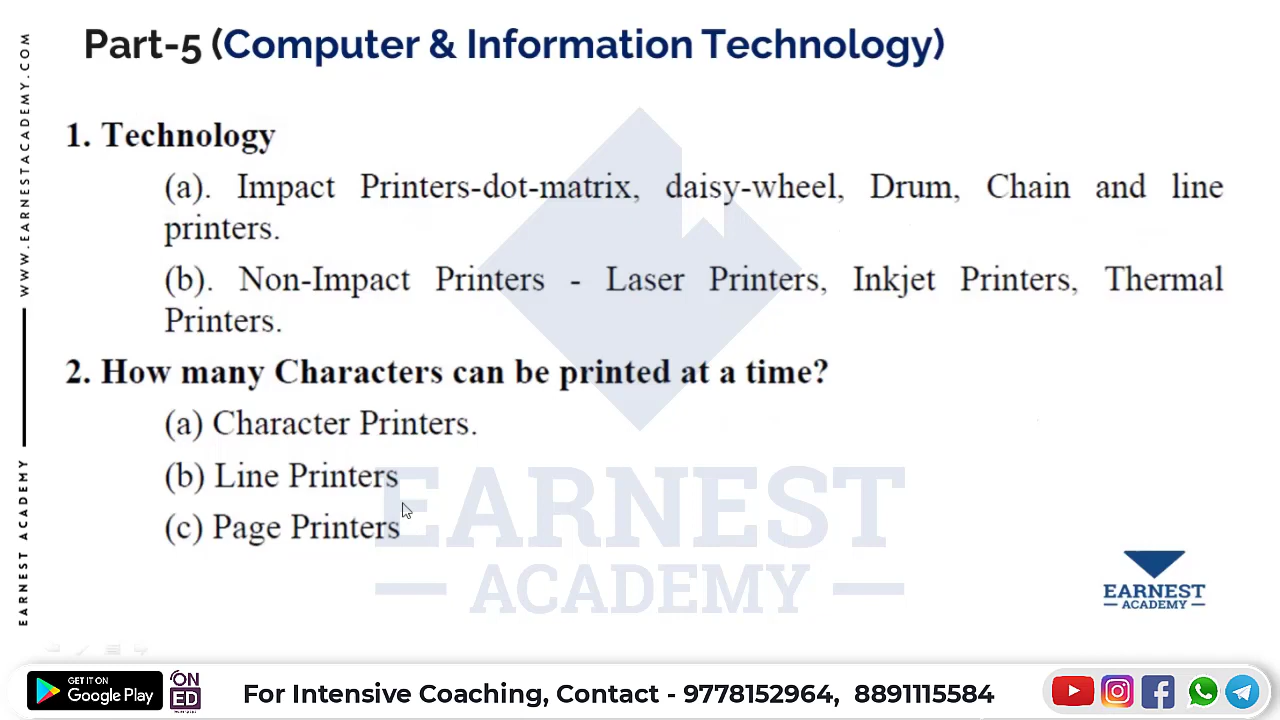 Part-5 (Computer & Information Technology)
WWW.EARNESTACADEMY.COM
EARNEST ACADEMY
1. Technology
(a). Impact Printers-dot-matrix, daisy-wheel, Drum, Chain and line
printers.
(b). Non-Impact Printers - Laser Printers, Inkjet Printers, Thermal
Printers.
2. How many Characters can be printed at a time?
(a) Character Printers.
(b) Line Printers
(c) Page Printers
EARNEST
ACADEMY
EARNEST
ACADEMY
GET IT ON
Google Play
ON
ED
For Intensive Coaching, Contact - 9778152964, 8891115584